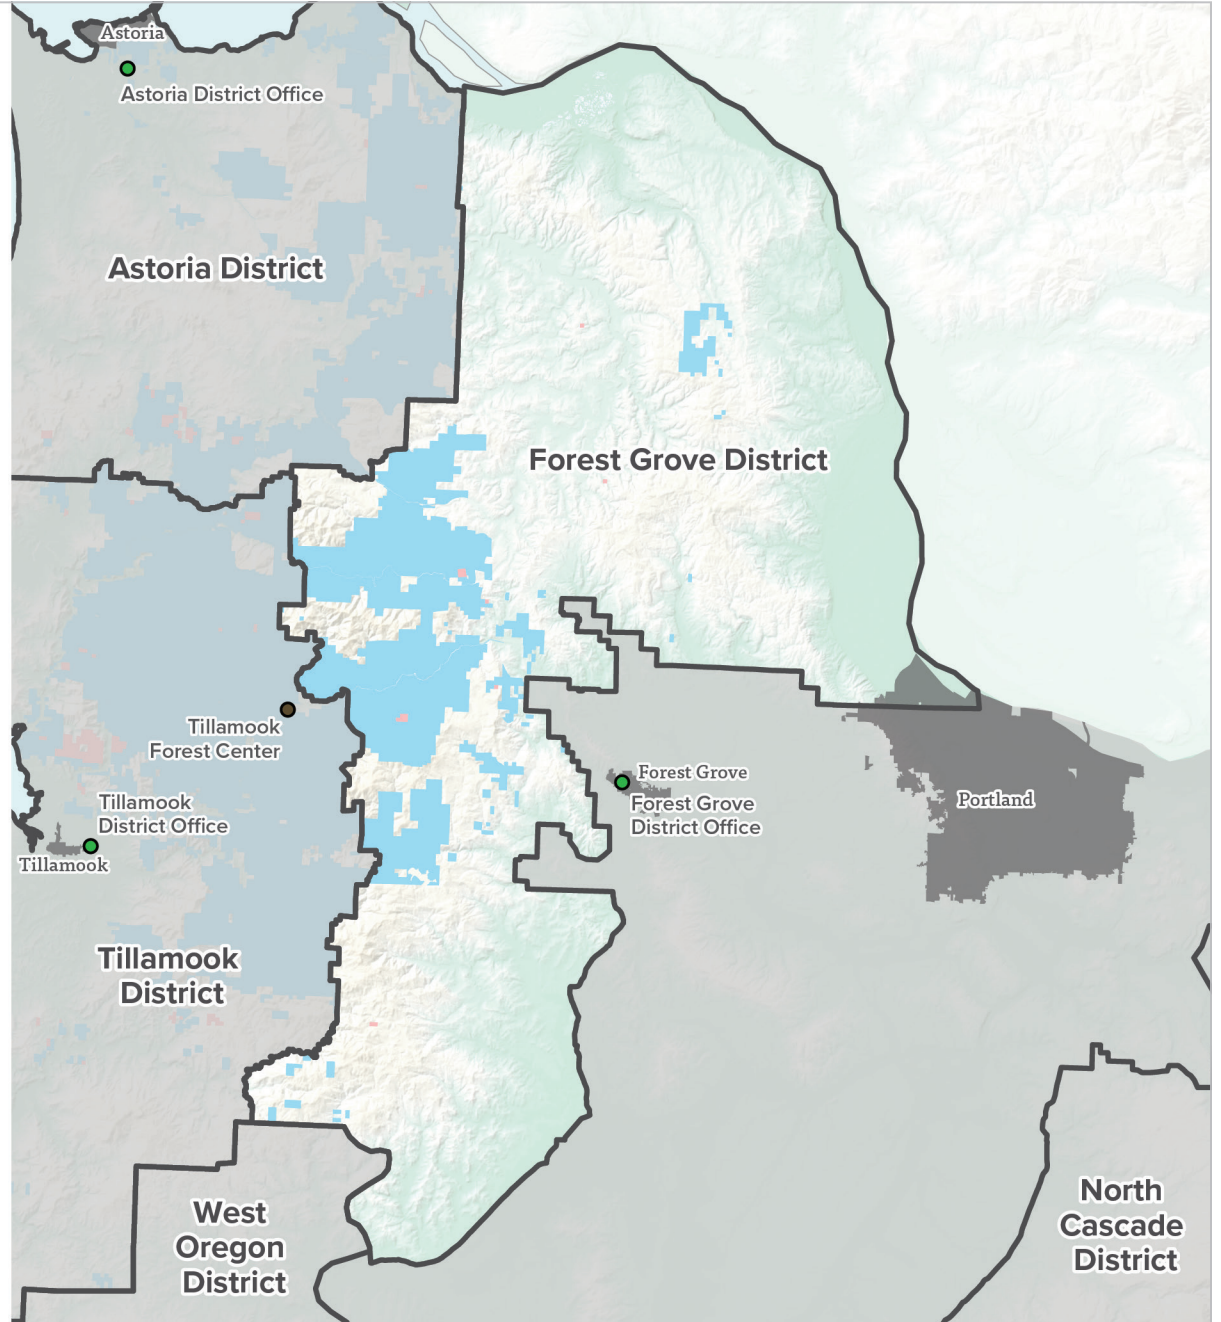 Astoria
Astoria District Office
Astoria District
Forest Grove District
Tillamook
Forest Center
Forest Grove
Forest Grove
District Office
Portland
Tillamook
District Office
Tillamook
Tillamook
District
West
Oregon
District
North
Cascade
District